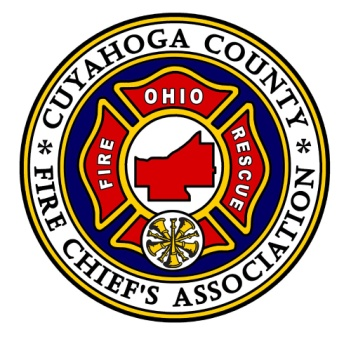 CUYAHOGA COUNTY
* FIRE CHIEF'S ASSOCIATION *
OHIO
FIRE
RESCUE